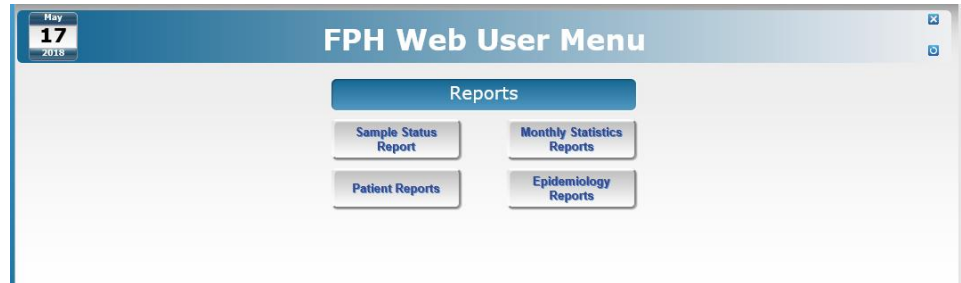 May
17
2018
FPH Web User Menu
Reports
Sample Status
Report
Monthly Statistics
Reports
Patient Reports
Epidemiology
Reports